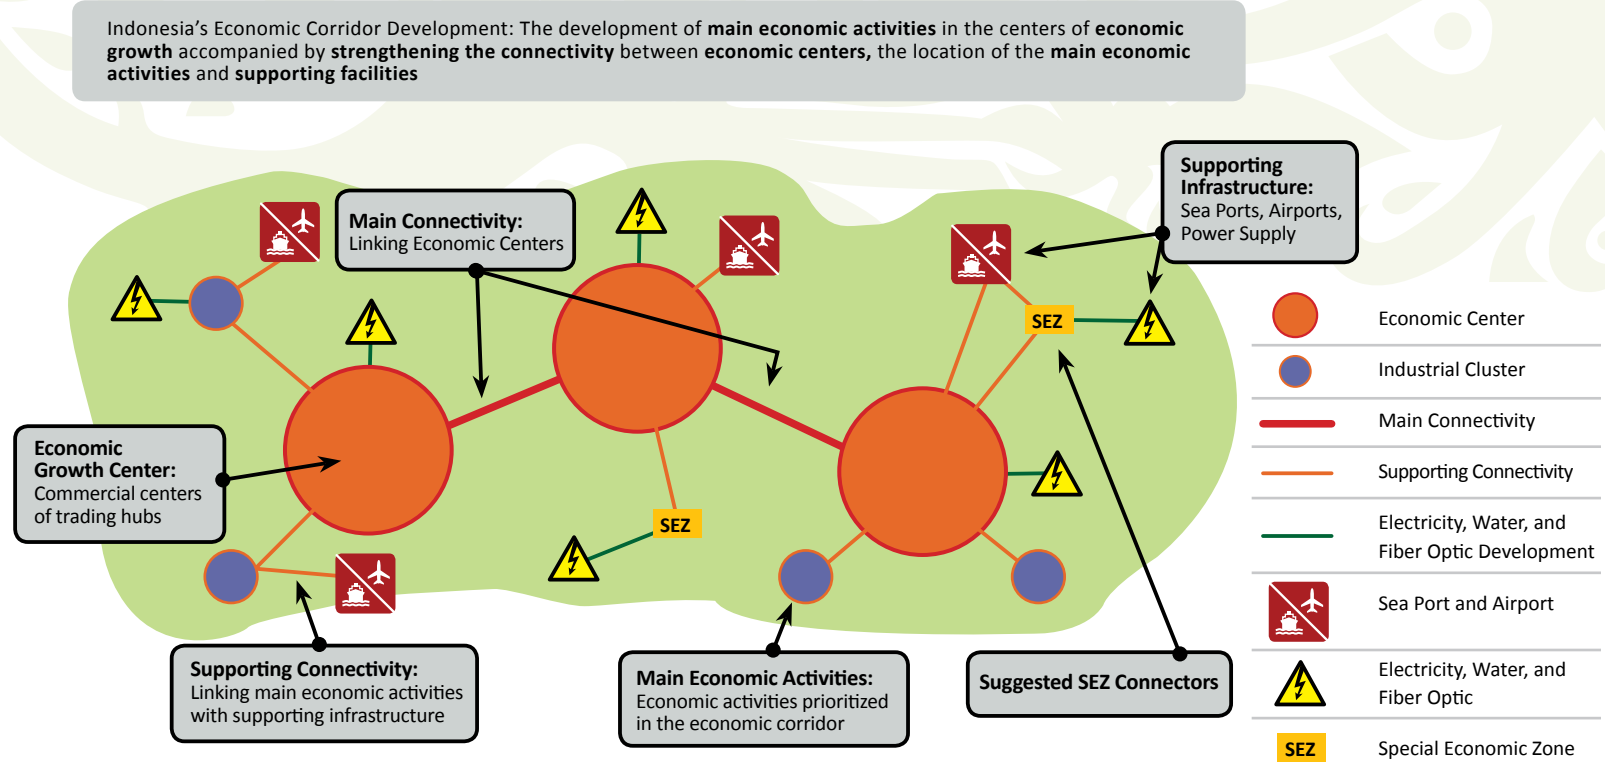 Indonesia's Economic Corridor Development: The development of main economic activities in the centers of economic
growth accompanied by strengthening the connectivity between economic centers, the location of the main economic
activities and supporting facilities
Supporting
Infrastructure:
Sea Ports, Airports,
Power Supply
Main Connectivity:
Linking Economic Centers
SEZ
Economic
Growth Center:
Commercial centers
of trading hubs
SEZ
Supporting Connectivity:
Linking main economic activities
with supporting infrastructure
Main Economic Activities:
Economic activities prioritized
in the economic corridor
Suggested SEZ Connectors
Economic Center
Industrial Cluster
Main Connectivity
Supporting Connectivity
Electricity, Water, and
Fiber Optic Development
Sea Port and Airport
Electricity, Water, and
Fiber Optic
SEZ
Special Economic Zone